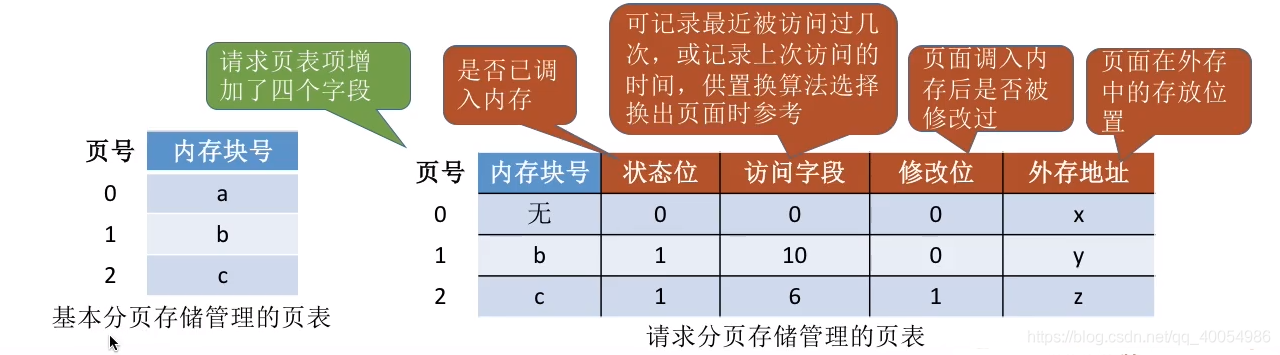 请求页表项增
加了四个字段
是否已调
入内存
可记录最近被访问过几
次，或记录上次访问的
时间，供置换算法选择
换出页面时参考
页面调入内
存后是否被
修改过
页面在外存
中的存放位
置
页号 内存块号
0 a
1 b
2 c
基本分页存储管理的页表
页号 内存块号 状态位 访问字段 修改位 外存地址
0 无 0 0 0 x
1 b 1 10 0 y
2 c 1 6 1 z
请求分页存储管理的页表
https://blog.csdn.net/qq_40054986